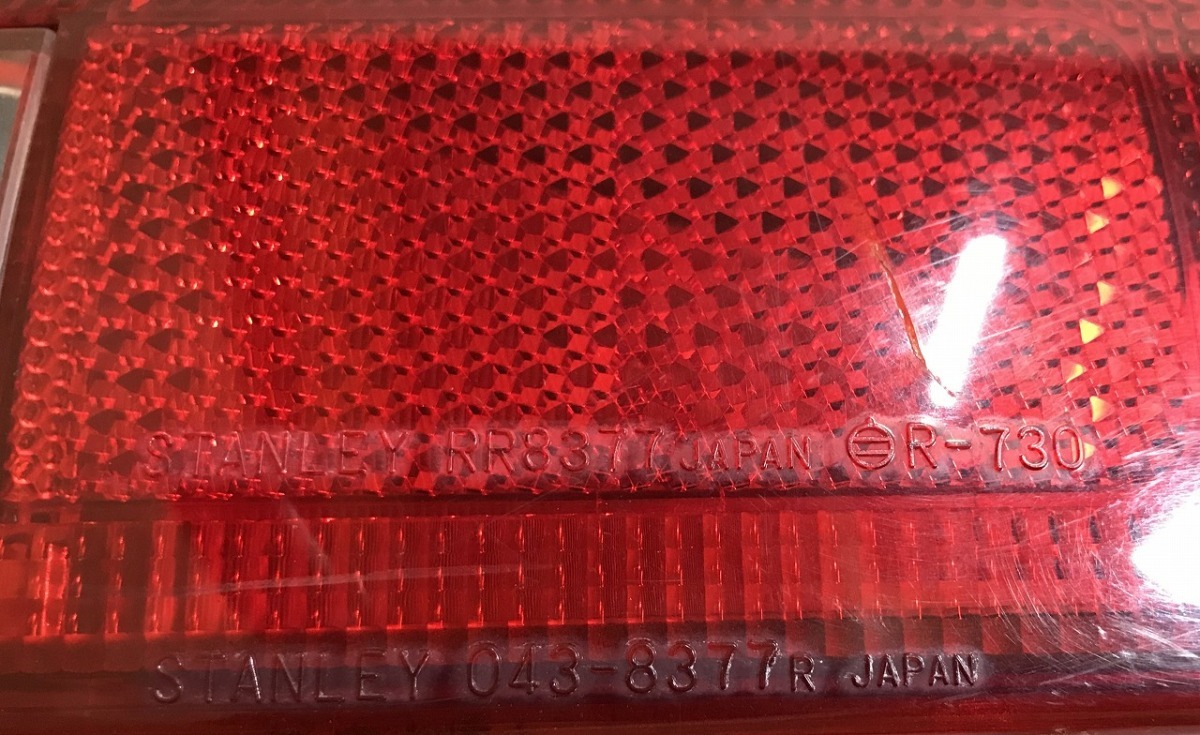 STANLEY RR8377 JAPAN R-730
STANLEY 043-8377R JAPAN